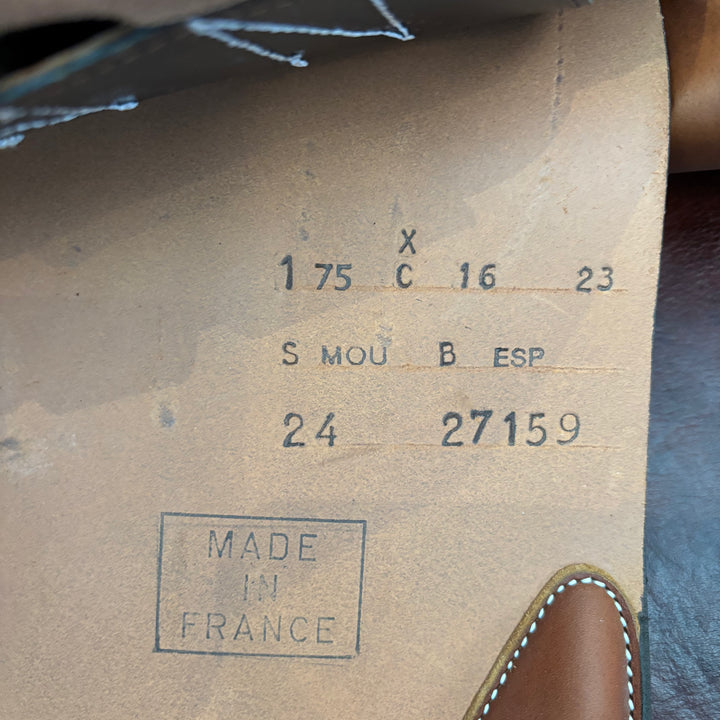 X
1 75 C 16 23
S MOU B ESP
24 27159
MADE
IN
FRANCE